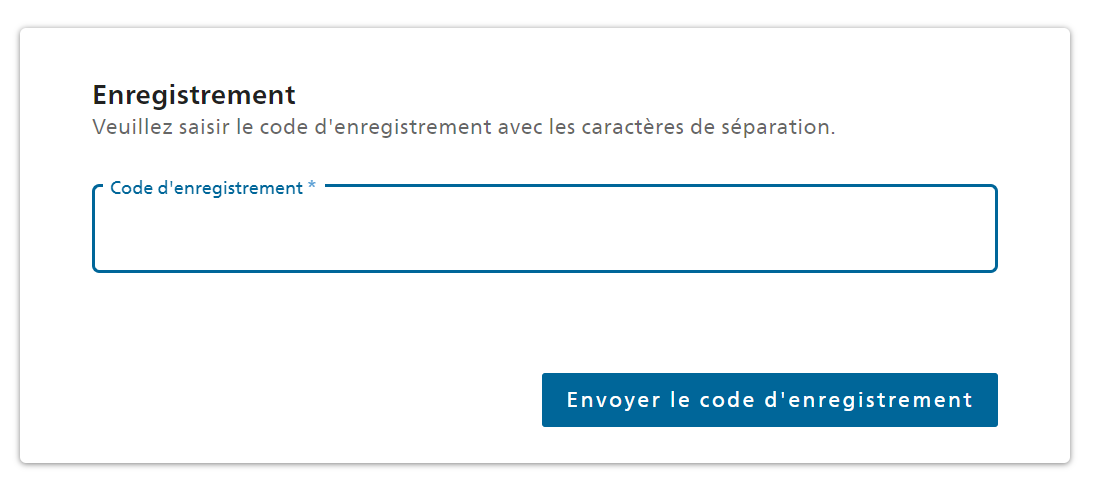 Enregistrement
Veuillez saisir le code d'enregistrement avec les caractères de séparation.
Code d'enregistrement *
Envoyer le code d'enregistrement